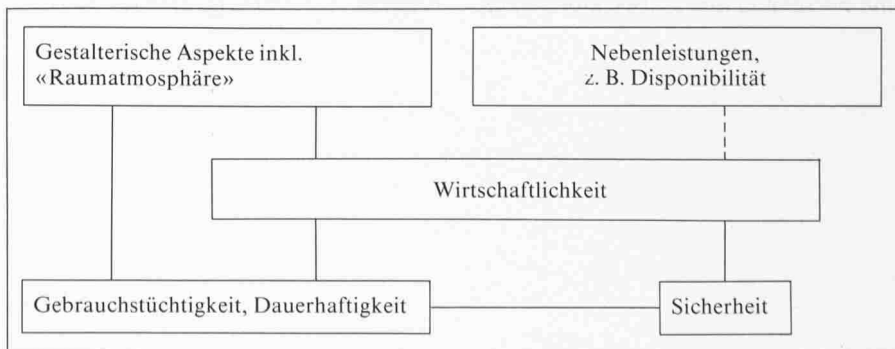 Gestalterische Aspekte inkl.
«Raumatmosphäre»
Nebenleistungen,
z. B. Disponibilität
Wirtschaftlichkeit
Gebrauchstüchtigkeit, Dauerhaftigkeit
Sicherheit